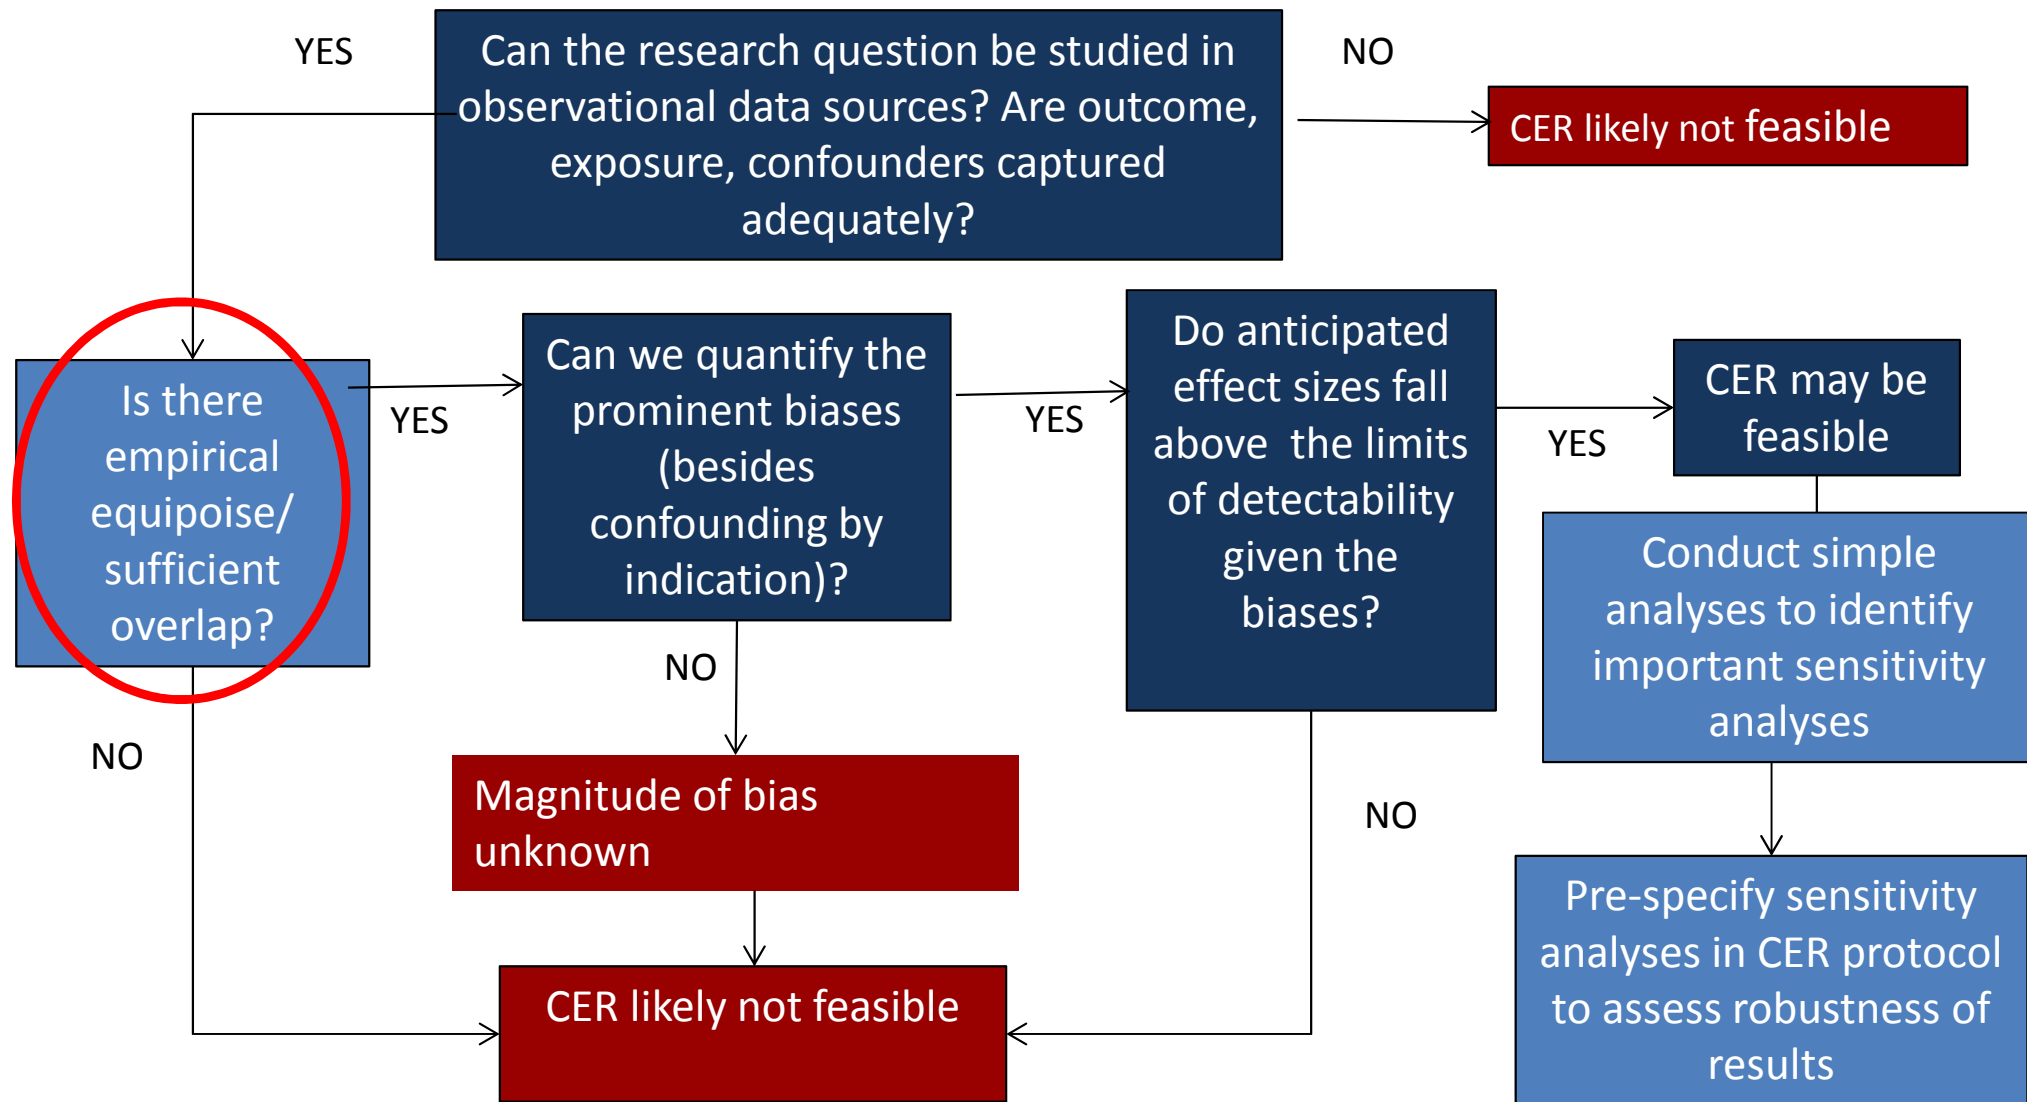 YES
Can the research question be studied in
observational data sources? Are outcome,
exposure, confounders captured
adequately?
NO
CER likely not feasible
Is there
empirical
equipoise/
sufficient
overlap?
YES
NO
Can we quantify the
prominent biases
(besides
confounding by
indication)?
YES
NO
Magnitude of bias
unknown
CER likely not feasible
Do anticipated
effect sizes fall
above  the limits
of detectability
given the
biases?
YES
NO
CER may be
feasible
Conduct simple
analyses to identify
important sensitivity
analyses
Pre-specify sensitivity
analyses in CER protocol
to assess robustness of
results